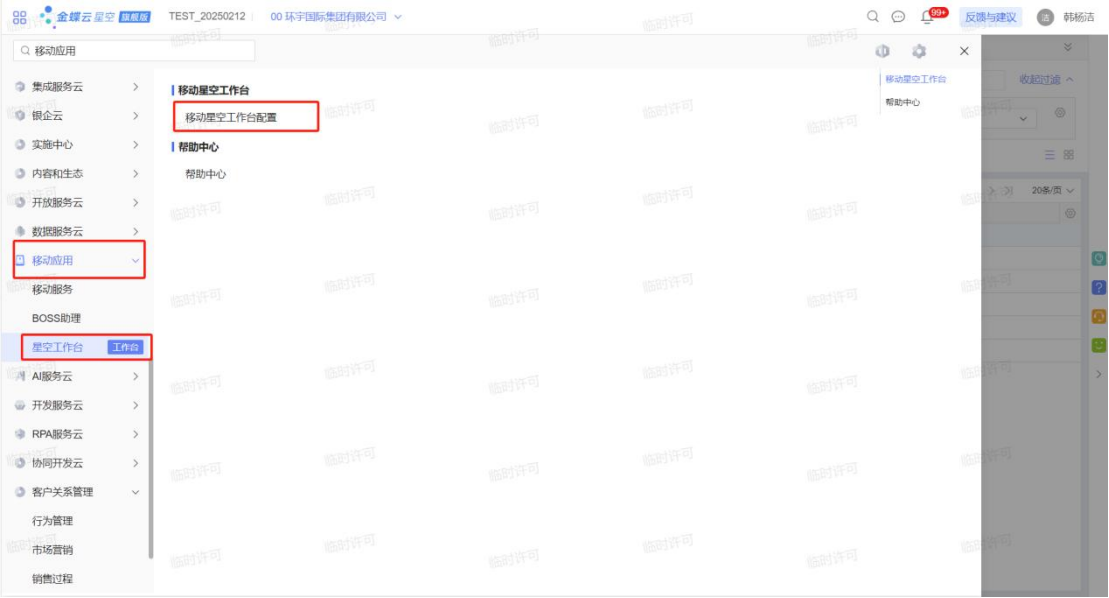 金蝶云 星空 旗舰版 TEST_20250212 00 环宇国际集团有限公司 99+ 反馈与建议 洁 韩杨洁
移动应用
移动星空工作台
帮助中心
收起过滤
集成服务云
银企云
实施中心
内容和生态
开放服务云
数据服务云
移动应用
移动服务
BOSS助理
星空工作台 工作台
AI服务云
开发服务云
RPA服务云
协同开发云
客户关系管理
行为管理
市场营销
销售过程
移动星空工作台
移动星空工作台配置
帮助中心
帮助中心
20条/页
临时许可